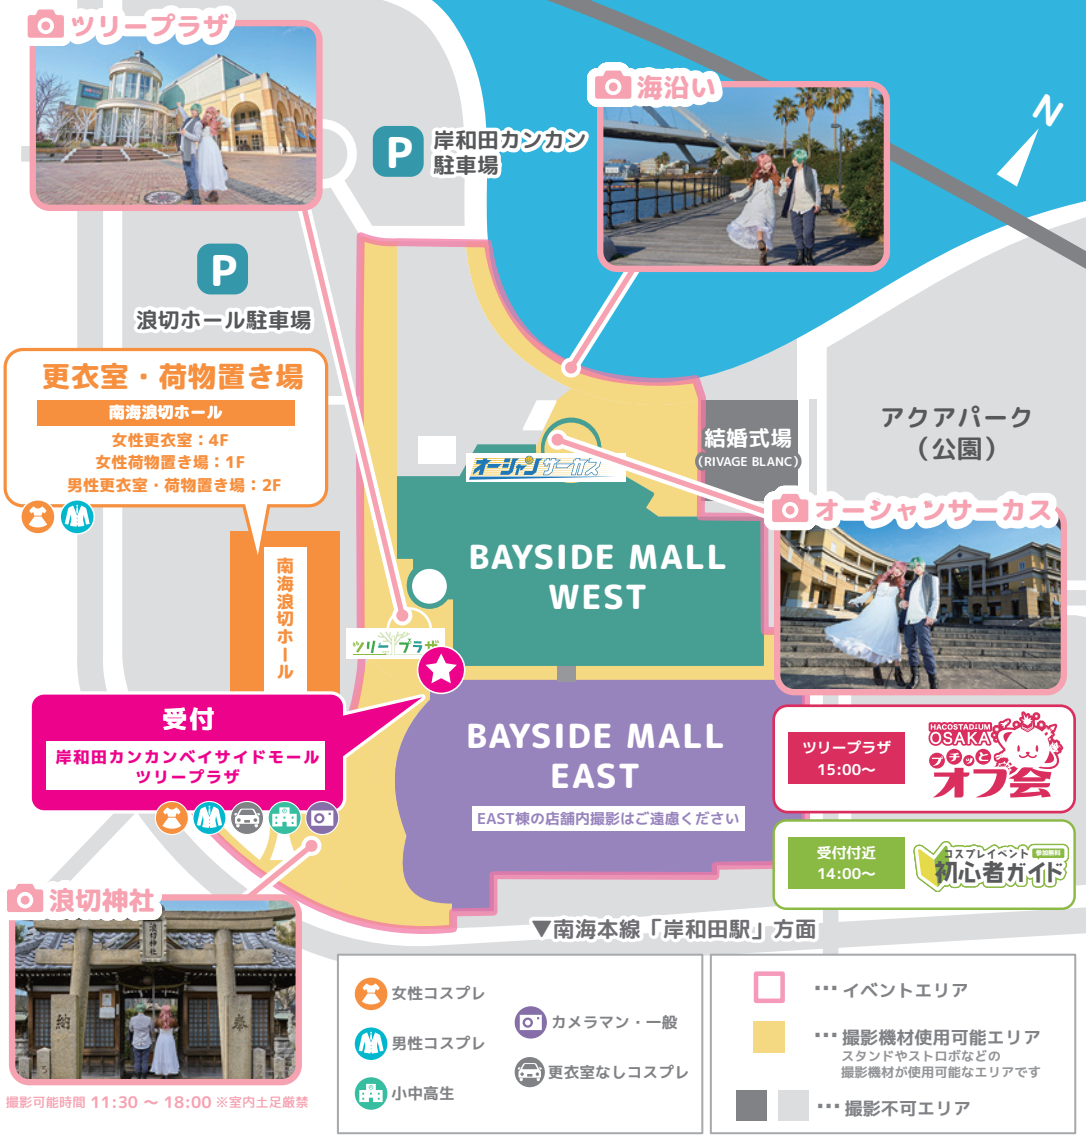 ツリープラザ
海沿い
N
P
岸和田カンカン
駐車場
P
浪切ホール駐車場
更衣室・荷物置き場
南海浪切ホール
女性更衣室：4F
女性荷物置き場：1F
男性更衣室・荷物置き場：2F
結婚式場
(RIVAGE BLANC)
アクアパーク
（公園）
オーシャンサーカス
オーシャンサーカス
BAYSIDE MALL
WEST
南海浪切ホール
ツリープラザ
受付
岸和田カンカンベイサイドモール
ツリープラザ
BAYSIDE MALL
EAST
EAST棟の店舗内撮影はご遠慮ください
ツリープラザ
15:00〜
HACOSTADIUM
OSAKA
プチッと
オフ会
受付付近
14:00〜
コスプレイベント
参加無料
初心者ガイド
浪切神社
浪切神社
納
奉
▼南海本線「岸和田駅」方面
女性コスプレ
男性コスプレ
小中高生
カメラマン・一般
更衣室なしコスプレ
… イベントエリア
… 撮影機材使用可能エリア
スタンドやストロボなどの
撮影機材が使用可能なエリアです
… 撮影不可エリア
撮影可能時間 11:30 〜 18:00 ※室内土足厳禁